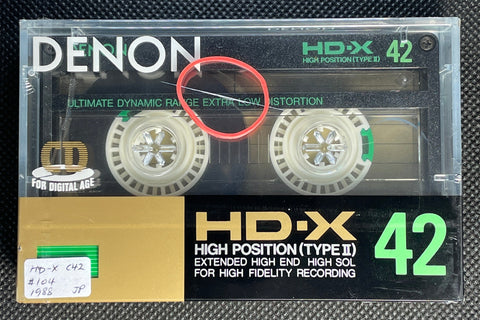 DENON
HD·X 42
HIGH POSITION (TYPE II)
ULTIMATE DYNAMIC RANGE EXTRA LOW DISTORTION
CD
FOR DIGITAL AGE
HD·X 42
HIGH POSITION (TYPE II)
EXTENDED HIGH END HIGH SOL
FOR HIGH FIDELITY RECORDING
HD-X C42
#104
1988 JP